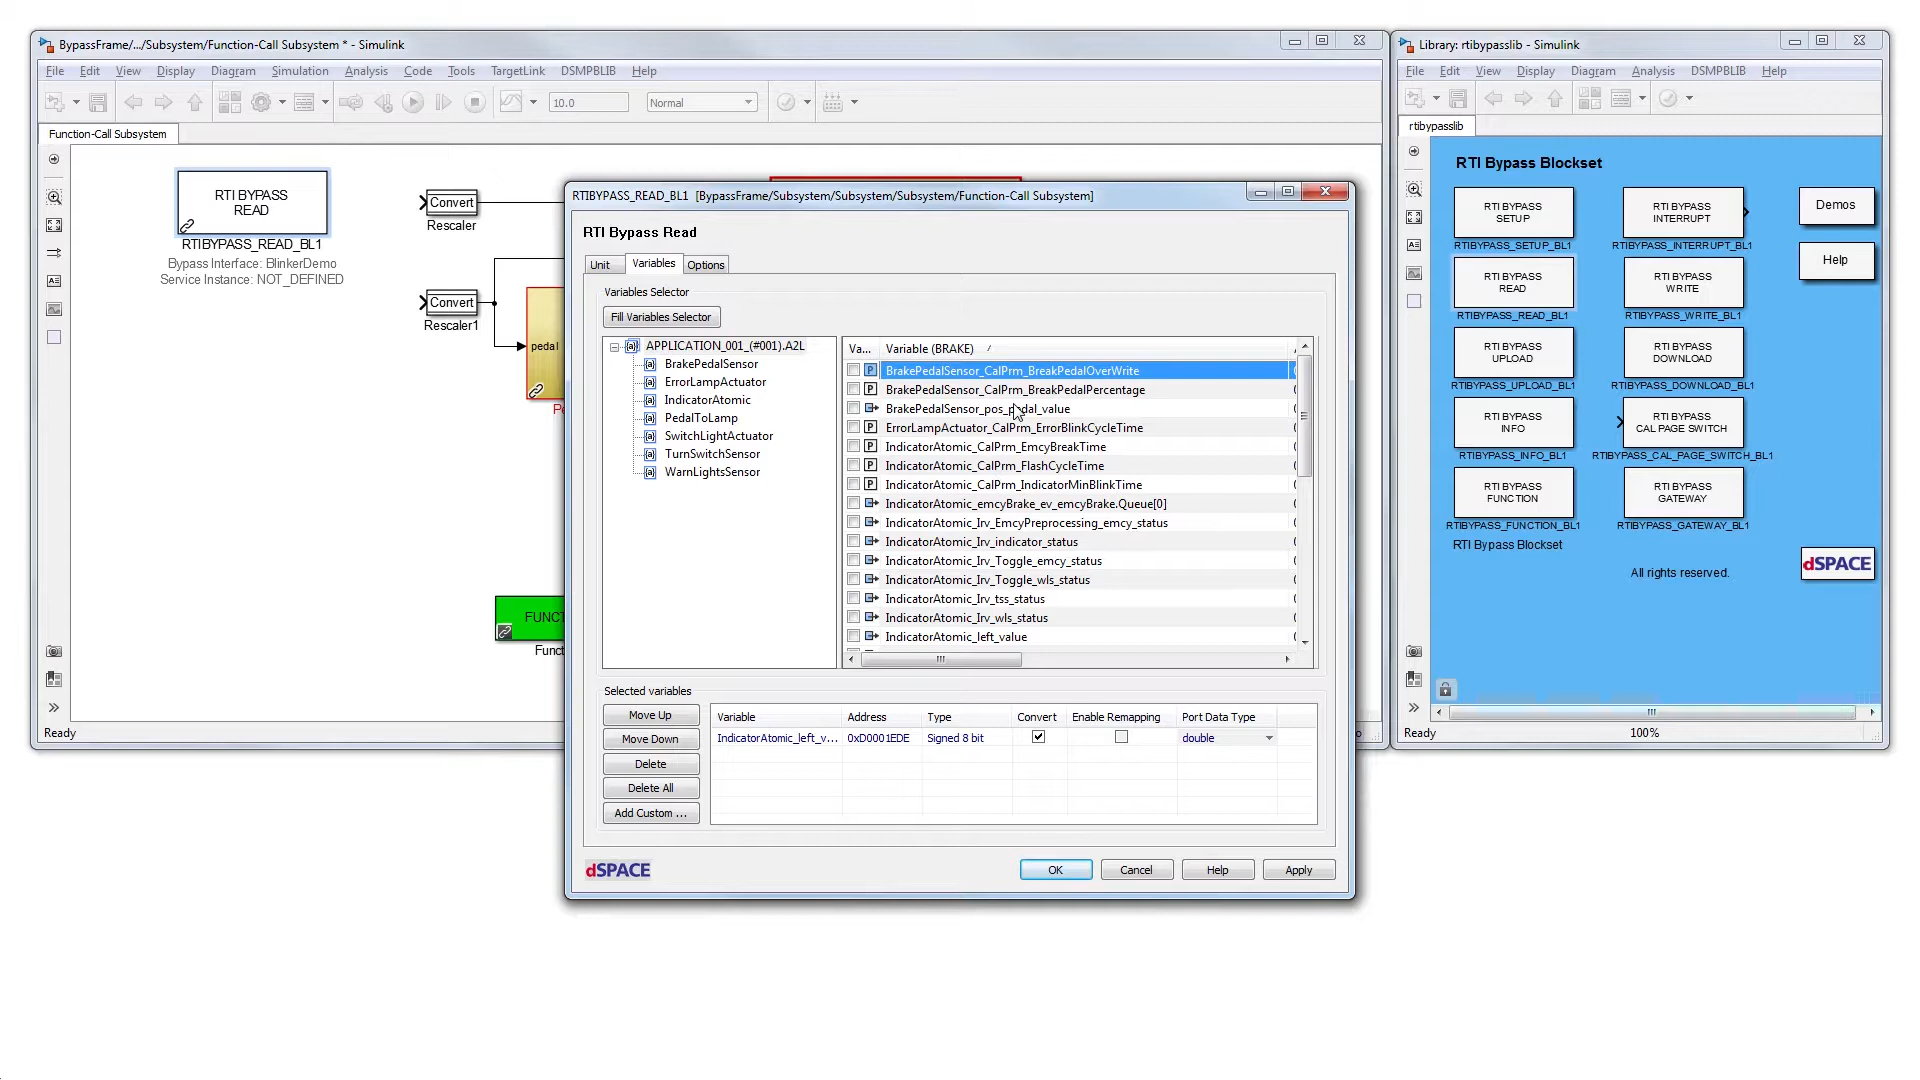 BypassFrame/.../Subsystem/Function-Call Subsystem * - Simulink
File Edit View Display Diagram Simulation Analysis Code Tools TargetLink DSMPBLIB Help
10.0 Normal
Function-Call Subsystem
RTI BYPASS
READ
RTIBYPASS_READ_BL1
Bypass Interface: BlinkerDemo
Service Instance: NOT_DEFINED
Convert
Rescaler
Convert
Rescaler1
pedal
FUNCT
Funct
Ready
RTIBYPASS_READ_BL1 [BypassFrame/Subsystem/Subsystem/Subsystem/Function-Call Subsystem]
RTI Bypass Read
Unit Variables Options
Variables Selector
Fill Variables Selector
APPLICATION_001_(#001).A2L
BrakePedalSensor
ErrorLampActuator
IndicatorAtomic
PedalToLamp
SwitchLightActuator
TurnSwitchSensor
WarnLightsSensor
Va... Variable (BRAKE)
P BrakePedalSensor_CalPrm_BreakPedalOverWrite
P BrakePedalSensor_CalPrm_BreakPedalPercentage
BrakePedalSensor_pos_pedal_value
P ErrorLampActuator_CalPrm_ErrorBlinkCycleTime
P IndicatorAtomic_CalPrm_EmcyBreakTime
P IndicatorAtomic_CalPrm_FlashCycleTime
P IndicatorAtomic_CalPrm_IndicatorMinBlinkTime
IndicatorAtomic_emcyBrake_ev_emcyBrake.Queue[0]
IndicatorAtomic_Irv_EmcyPreprocessing_emcy_status
IndicatorAtomic_Irv_indicator_status
IndicatorAtomic_Irv_Toggle_emcy_status
IndicatorAtomic_Irv_Toggle_wls_status
IndicatorAtomic_Irv_tss_status
IndicatorAtomic_Irv_wls_status
IndicatorAtomic_left_value
Selected variables
Move Up
Move Down
Delete
Delete All
Add Custom ...
Variable Address Type Convert Enable Remapping Port Data Type
IndicatorAtomic_left_v... 0xD0001EDE Signed 8 bit double
dSPACE
OK Cancel Help Apply
Library: rtibypasslib - Simulink
File Edit View Display Diagram Analysis DSMPBLIB Help
rtibypasslib
RTI Bypass Blockset
RTI BYPASS
SETUP
RTIBYPASS_SETUP_BL1
RTI BYPASS
INTERRUPT
RTIBYPASS_INTERRUPT_BL1
Demos
RTI BYPASS
READ
RTIBYPASS_READ_BL1
RTI BYPASS
WRITE
RTIBYPASS_WRITE_BL1
Help
RTI BYPASS
UPLOAD
RTIBYPASS_UPLOAD_BL1
RTI BYPASS
DOWNLOAD
RTIBYPASS_DOWNLOAD_BL1
RTI BYPASS
INFO
RTIBYPASS_INFO_BL1
RTI BYPASS
CAL PAGE SWITCH
RTIBYPASS_CAL_PAGE_SWITCH_BL1
RTI BYPASS
FUNCTION
RTIBYPASS_FUNCTION_BL1
RTI BYPASS
GATEWAY
RTIBYPASS_GATEWAY_BL1
RTI Bypass Blockset
All rights reserved.
dSPACE
Ready 100%